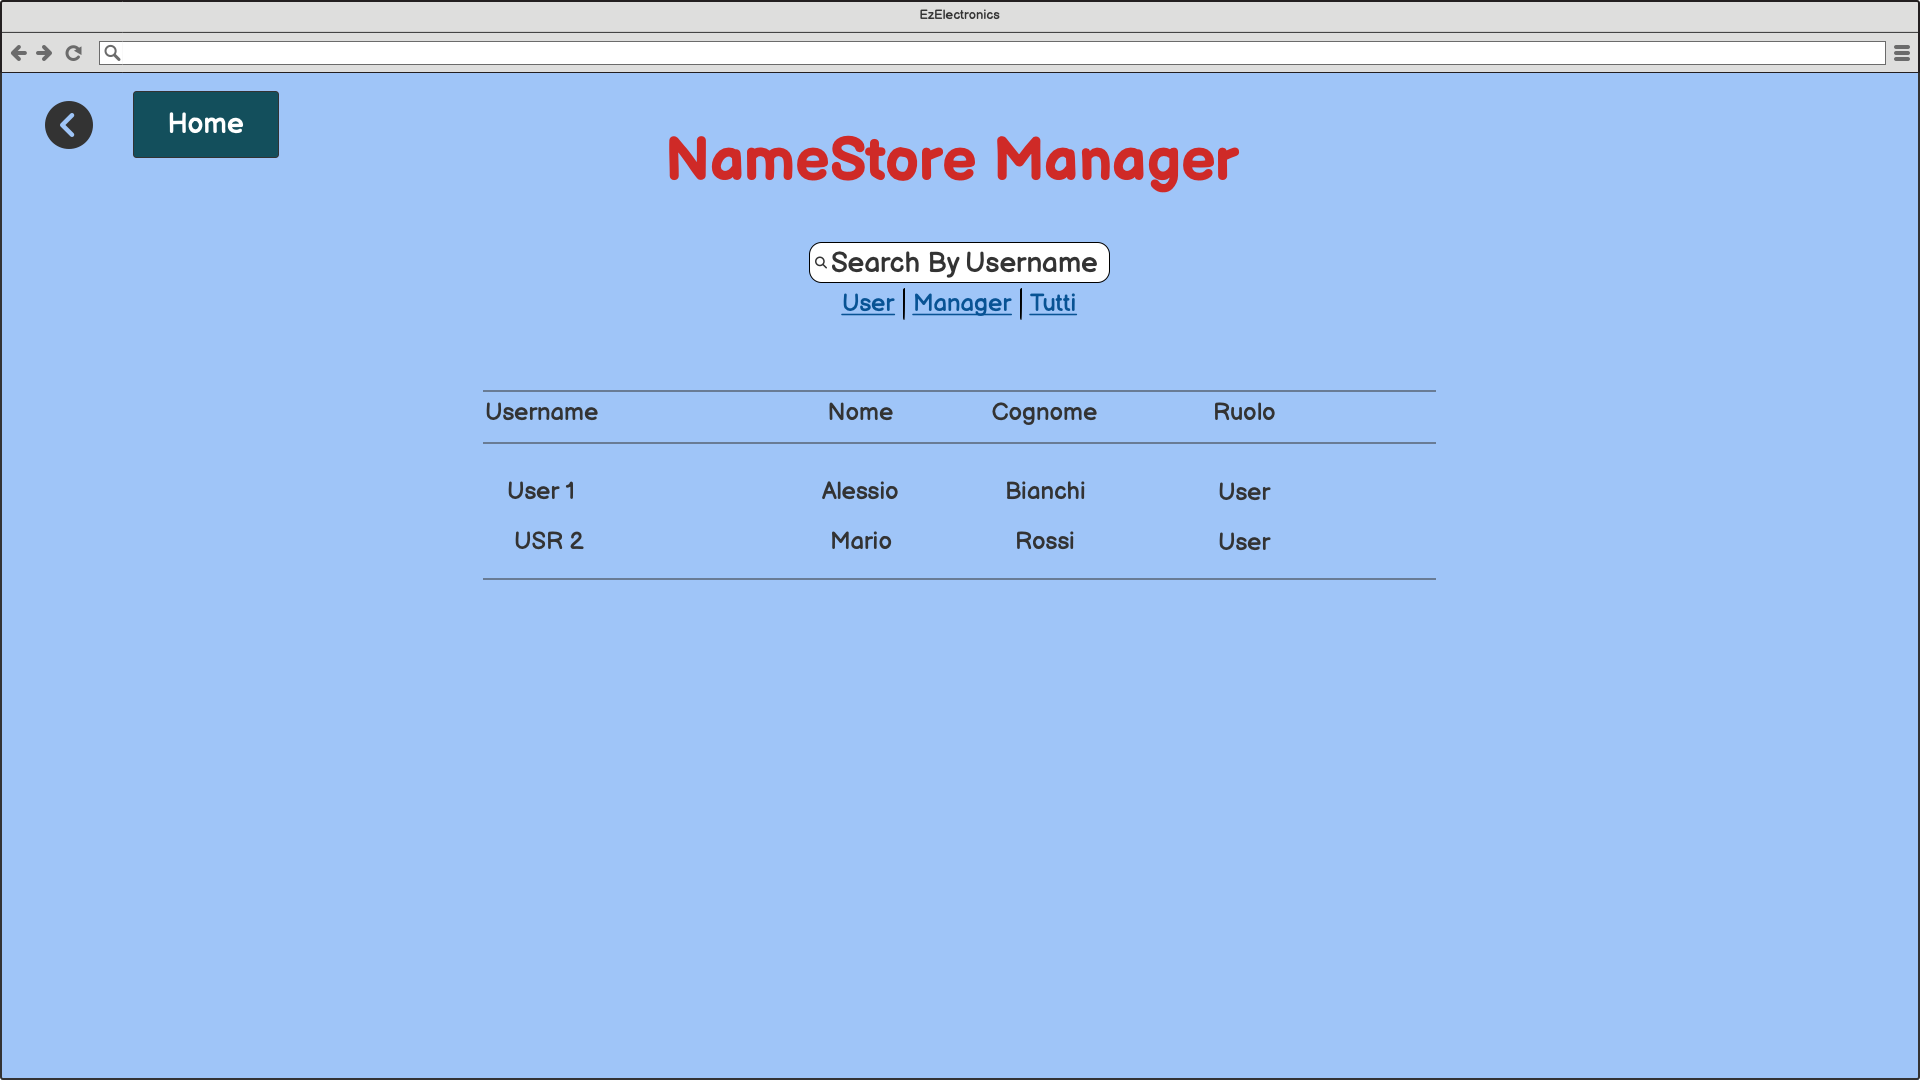 EzElectronics
Home
NameStore Manager
Search By Username
User | Manager | Tutti
Username Nome Cognome Ruolo
User 1 Alessio Bianchi User
USR 2 Mario Rossi User